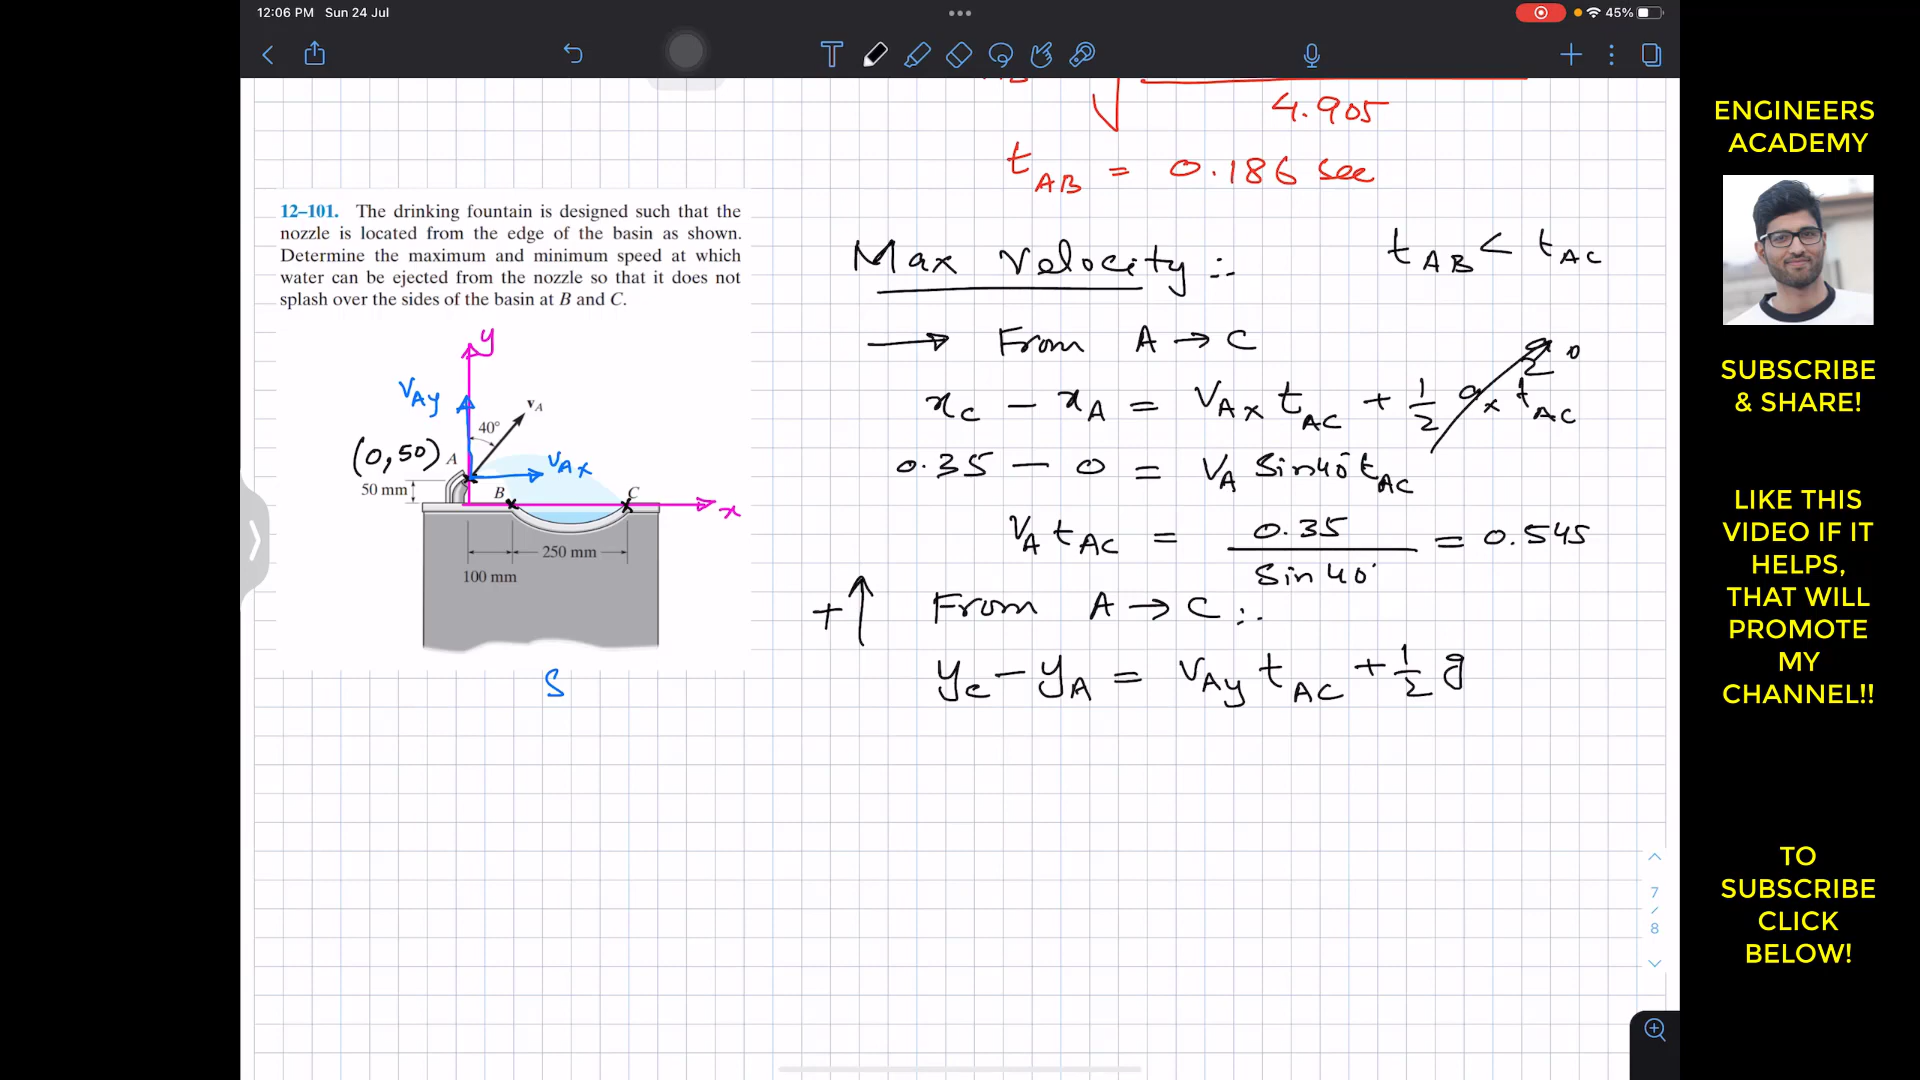 12:06 PM Sun 24 Jul
45%
4.905
t_AB = 0.186 sec
12–101. The drinking fountain is designed such that the
nozzle is located from the edge of the basin as shown.
Determine the maximum and minimum speed at which
water can be ejected from the nozzle so that it does not
splash over the sides of the basin at B and C.
y
V_Ay
v_A
40°
(0,50) A
V_Ax
50 mm
B
C
x
250 mm
100 mm
S
Max Velocity :-
t_AB < t_AC
→ From A → C
x_C - x_A = V_Ax t_AC + 1/2 a_x t_AC^2 0
0.35 - 0 = V_A Sin40° t_AC
V_A t_AC = 0.35 / Sin 40° = 0.545
+↑ From A → C :.
y_C - y_A = V_Ay t_AC + 1/2 g
7
/
8
ENGINEERS
ACADEMY
SUBSCRIBE
& SHARE!
LIKE THIS
VIDEO IF IT
HELPS,
THAT WILL
PROMOTE
MY
CHANNEL!!
TO
SUBSCRIBE
CLICK
BELOW!